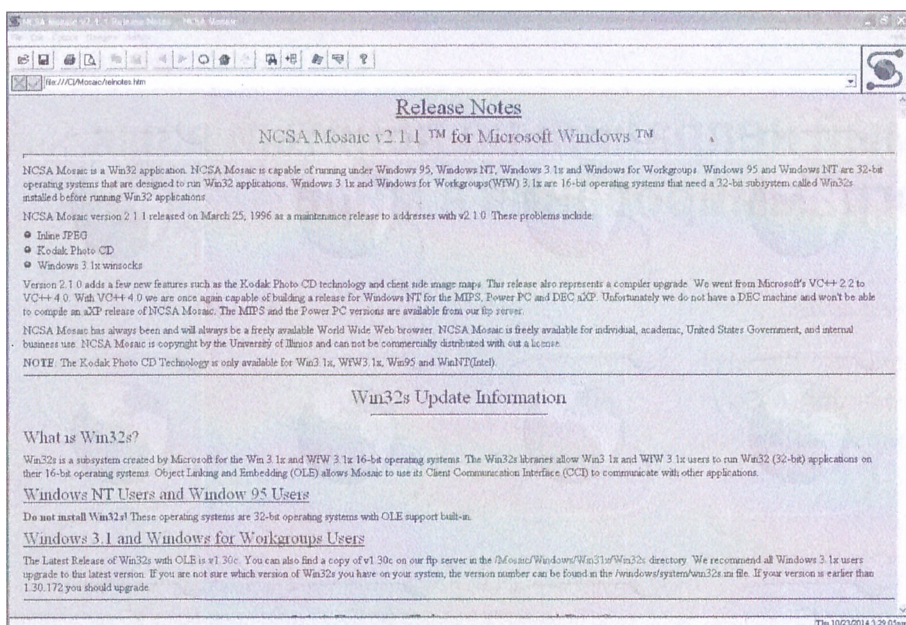 NCSA Mosaic v2.1.1 Release Notes - NCSA Mosaic
file:///C|/Mosaic/relnotes.htm
Release Notes
NCSA Mosaic v2.1.1 ™ for Microsoft Windows ™
NCSA Mosaic is a Win32 application. NCSA Mosaic is capable of running under Windows 95, Windows NT, Windows 3.1x and Windows for Workgroups. Windows 95 and Windows NT are 32-bit
operating systems that are designed to run Win32 applications. Windows 3.1x and Windows for Workgroups(WFW) 3.1x are 16-bit operating systems that need a 32-bit subsystem called Win32s
installed before running Win32 applications.
NCSA Mosaic version 2.1.1 released on March 25, 1996 as a maintenance release to addresses with v2.1.0. These problems include:
Inline JPEG
Kodak Photo CD
Windows 3.1x winsocks
Version 2.1.0 adds a few new features such as the Kodak Photo CD technology and client side image maps. This release also represents a compiler upgrade. We went from Microsoft's VC++ 2.2 to
VC++ 4.0. With VC++ 4.0 we are once again capable of building a release for Windows NT for the MIPS, Power PC and DEC aXP. Unfortunately we do not have a DEC machine and won't be able
to compile an aXP release of NCSA Mosaic. The MIPS and the Power PC versions are available from our ftp server.
NCSA Mosaic has always been and will always be a freely available World Wide Web browser. NCSA Mosaic is freely available for individual, academic, United States Government, and internal
business use. NCSA Mosaic is copyright by the University of Illinois and can not be commercially distributed with out a license.
NOTE: The Kodak Photo CD Technology is only available for Win3.1x, WFW3.1x, Win95 and WinNT(Intel).
Win32s Update Information
What is Win32s?
Win32s is a subsystem created by Microsoft for the Win 3.1x and WfW 3.1x 16-bit operating systems. The Win32s libraries allow Win3.1x and WfW 3.1x users to run Win32 (32-bit) applications on
their 16-bit operating systems. Object Linking and Embedding (OLE) allows Mosaic to use its Client Communication Interface (CCI) to communicate with other applications.
Windows NT Users and Window 95 Users
Do not install Win32s! These operating systems are 32-bit operating systems with OLE support built-in.
Windows 3.1 and Windows for Workgroups Users
The Latest Release of Win32s with OLE is v1.30c. You can also find a copy of v1.30c on our ftp server in the /Mosaic/Windows/Win31x/Win32s directory. We recommend all Windows 3.1x users
upgrade to this latest version. If you are not sure which version of Win32s you have on your system, the version number can be found in the /windows/system/win32s.ini file. If your version is earlier than
1.30.172 you should upgrade.
Thu 10/23/2014 3:29:05